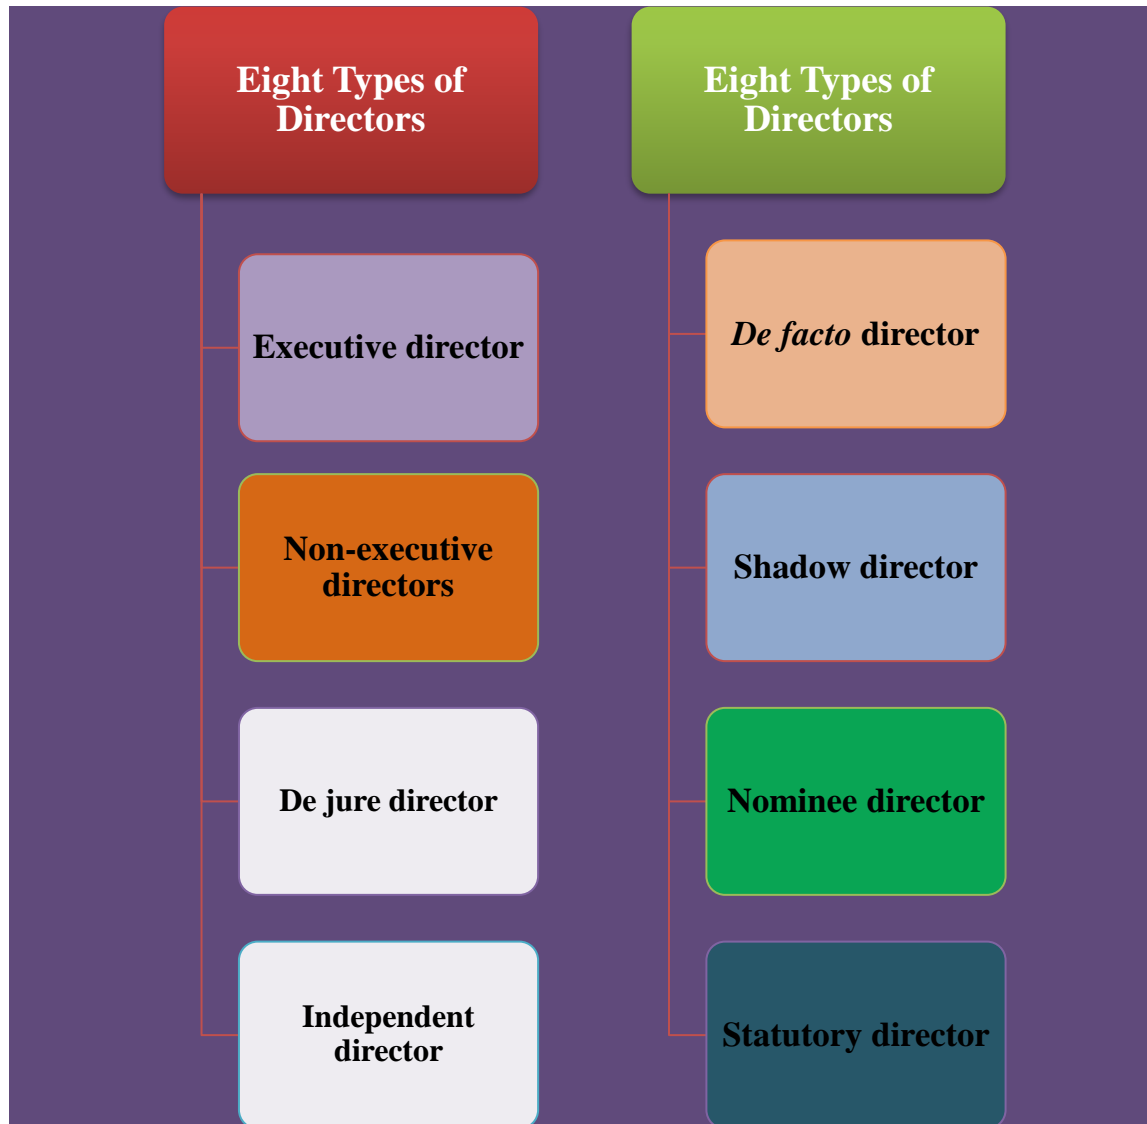 Eight Types of
Directors
Executive director
Non-executive
directors
De jure director
Independent
director
Eight Types of
Directors
De facto director
Shadow director
Nominee director
Statutory director